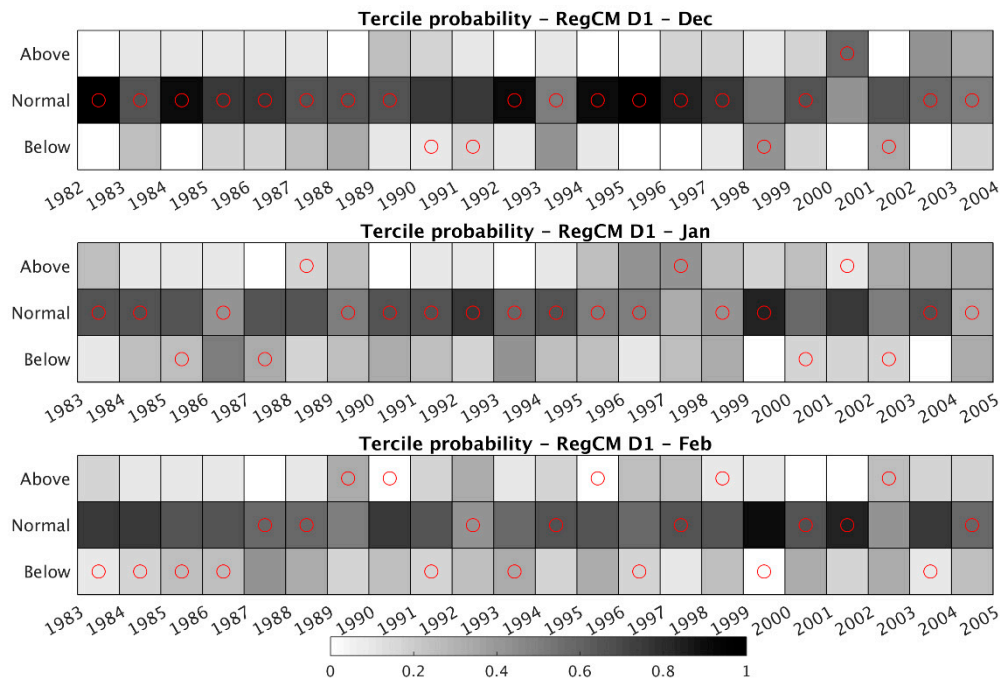 Tercile probability – RegCM D1 – Dec
Above
Normal
Below
1982 1983 1984 1985 1986 1987 1988 1989 1990 1991 1992 1993 1994 1995 1996 1997 1998 1999 2000 2001 2002 2003 2004
Tercile probability – RegCM D1 – Jan
Above
Normal
Below
1983 1984 1985 1986 1987 1988 1989 1990 1991 1992 1993 1994 1995 1996 1997 1998 1999 2000 2001 2002 2003 2004 2005
Tercile probability – RegCM D1 – Feb
Above
Normal
Below
1983 1984 1985 1986 1987 1988 1989 1990 1991 1992 1993 1994 1995 1996 1997 1998 1999 2000 2001 2002 2003 2004 2005
0 0.2 0.4 0.6 0.8 1